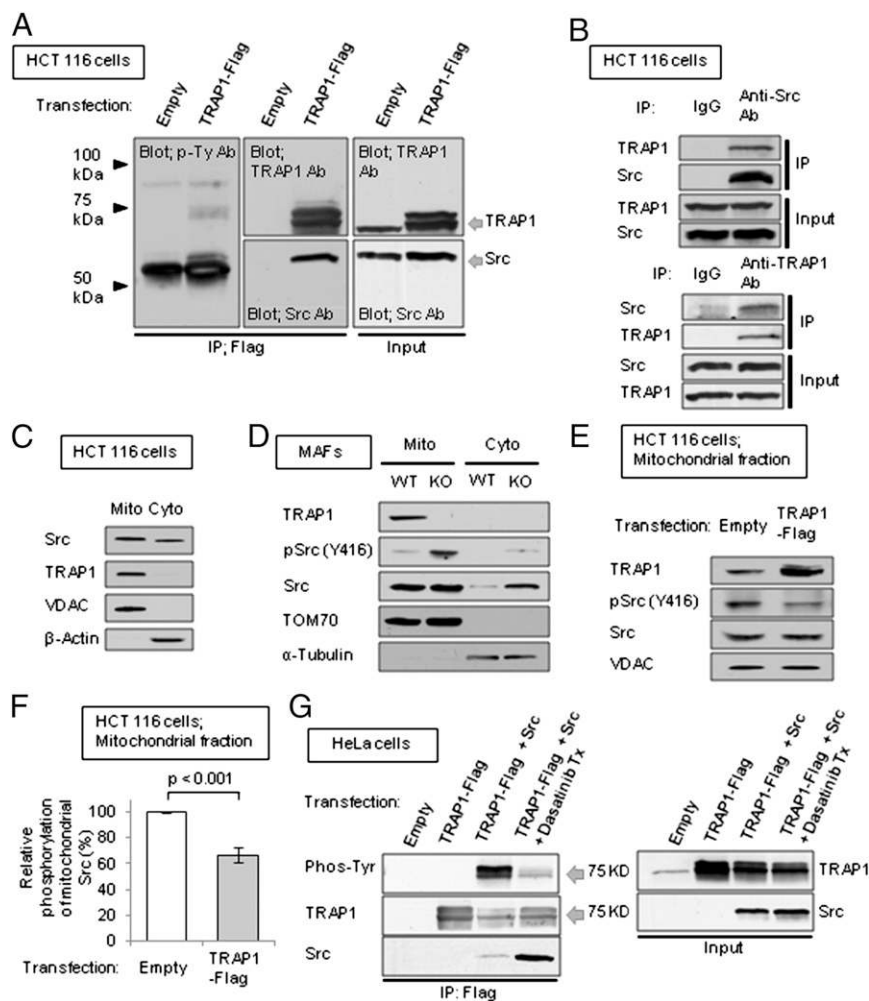 A
HCT 116 cells
Transfection:
Empty
TRAP1-Flag
Empty
TRAP1-Flag
Empty
TRAP1-Flag
100 kDa
75 kDa
50 kDa
Blot; p-Ty Ab
Blot; TRAP1 Ab
Blot; TRAP1 Ab
TRAP1
Src
Blot; Src Ab
Blot; Src Ab
IP; Flag
Input
B
HCT 116 cells
IP:
IgG
Anti-Src Ab
TRAP1
Src
IP
TRAP1
Src
Input
IP:
IgG
Anti-TRAP1 Ab
Src
TRAP1
IP
Src
TRAP1
Input
C
HCT 116 cells
Mito Cyto
Src
TRAP1
VDAC
β-Actin
D
MAFs
Mito
Cyto
WT KO WT KO
TRAP1
pSrc (Y416)
Src
TOM70
α-Tubulin
E
HCT 116 cells;
Mitochondrial fraction
Transfection: Empty
TRAP1
-Flag
TRAP1
pSrc (Y416)
Src
VDAC
F
HCT 116 cells;
Mitochondrial fraction
p < 0.001
Relative
phosphorylation
of mitochondrial
Src (%)
100
80
60
40
20
0
Transfection:
Empty
TRAP1
-Flag
G
HeLa cells
Transfection:
Empty
TRAP1-Flag
TRAP1-Flag + Src
TRAP1-Flag + Src
+ Dasatinib Tx
Phos-Tyr
75 KD
TRAP1
75 KD
Src
IP: Flag
Empty
TRAP1-Flag
TRAP1-Flag + Src
TRAP1-Flag + Src
+ Dasatinib Tx
TRAP1
Src
Input